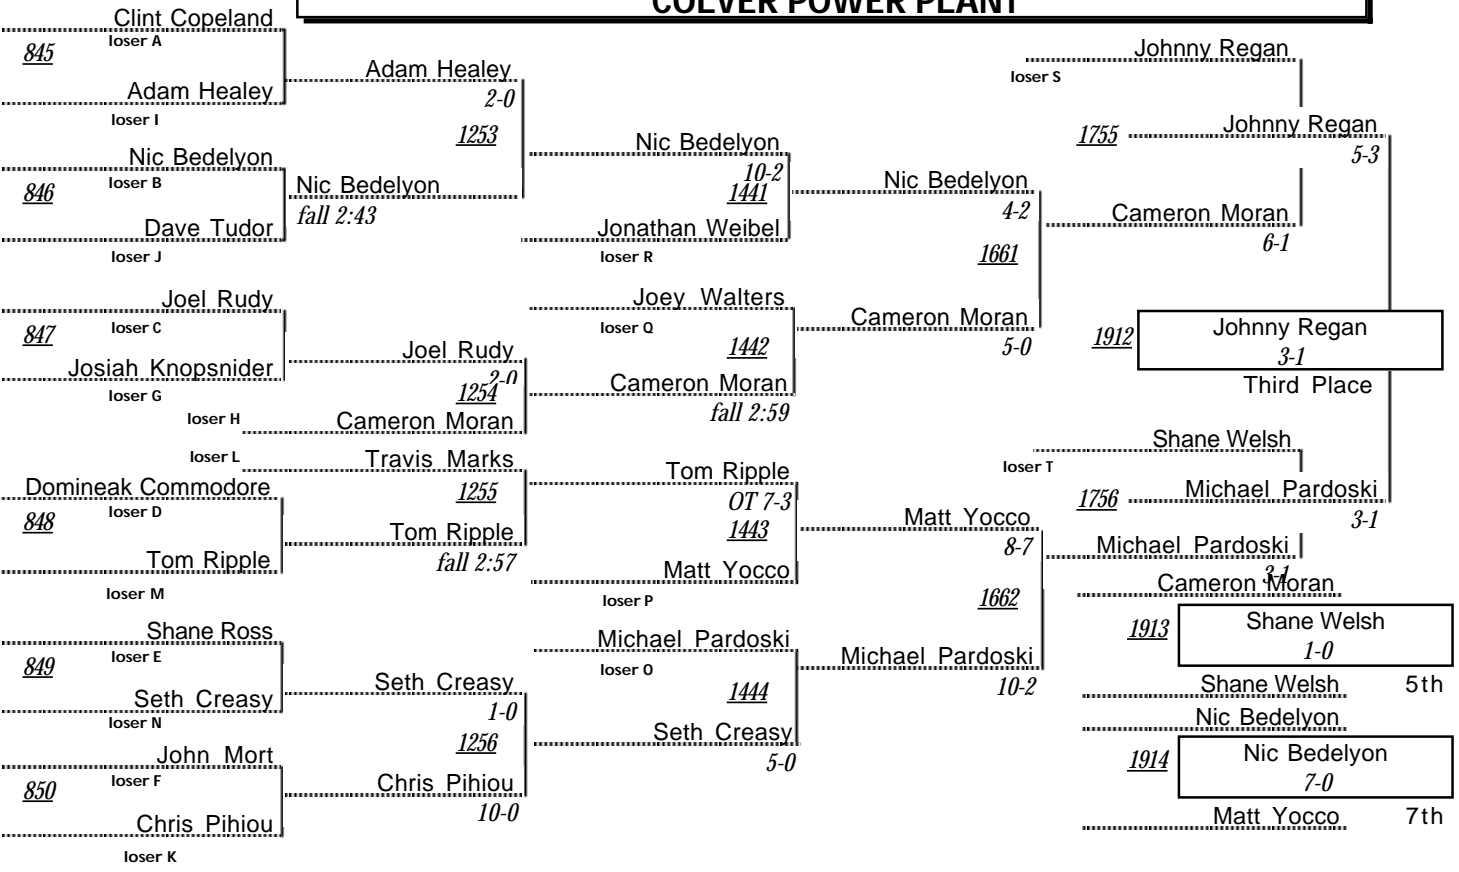 COLVER POWER PLANT
Clint Copeland
loser A
845
Adam Healey
loser I
Nic Bedelyon
loser B
846
Dave Tudor
loser J
Joel Rudy
loser C
847
Josiah Knopsnider
loser G
loser H
loser L
Domineak Commodore
loser D
848
Tom Ripple
loser M
Shane Ross
loser E
849
Seth Creasy
loser N
John Mort
loser F
850
Chris Pihiou
loser K
Adam Healey
2-0
1253
Nic Bedelyon
fall 2:43
Joel Rudy
2-0
1254
Cameron Moran
Travis Marks
1255
Tom Ripple
fall 2:57
Seth Creasy
1-0
1256
Chris Pihiou
10-0
Nic Bedelyon
10-2
1441
Jonathan Weibel
loser R
Joey Walters
loser Q
1442
Cameron Moran
fall 2:59
Tom Ripple
OT 7-3
1443
Matt Yocco
loser P
Michael Pardoski
loser O
1444
Seth Creasy
5-0
Nic Bedelyon
4-2
1661
Cameron Moran
5-0
Matt Yocco
8-7
1662
Michael Pardoski
10-2
Johnny Regan
loser S
1755
Johnny Regan
5-3
Cameron Moran
6-1
1912
Johnny Regan
3-1
Third Place
Shane Welsh
loser T
1756
Michael Pardoski
3-1
Michael Pardoski
3-1
Cameron Moran
1913
Shane Welsh
1-0
Shane Welsh 5th
Nic Bedelyon
1914
Nic Bedelyon
7-0
Matt Yocco 7th